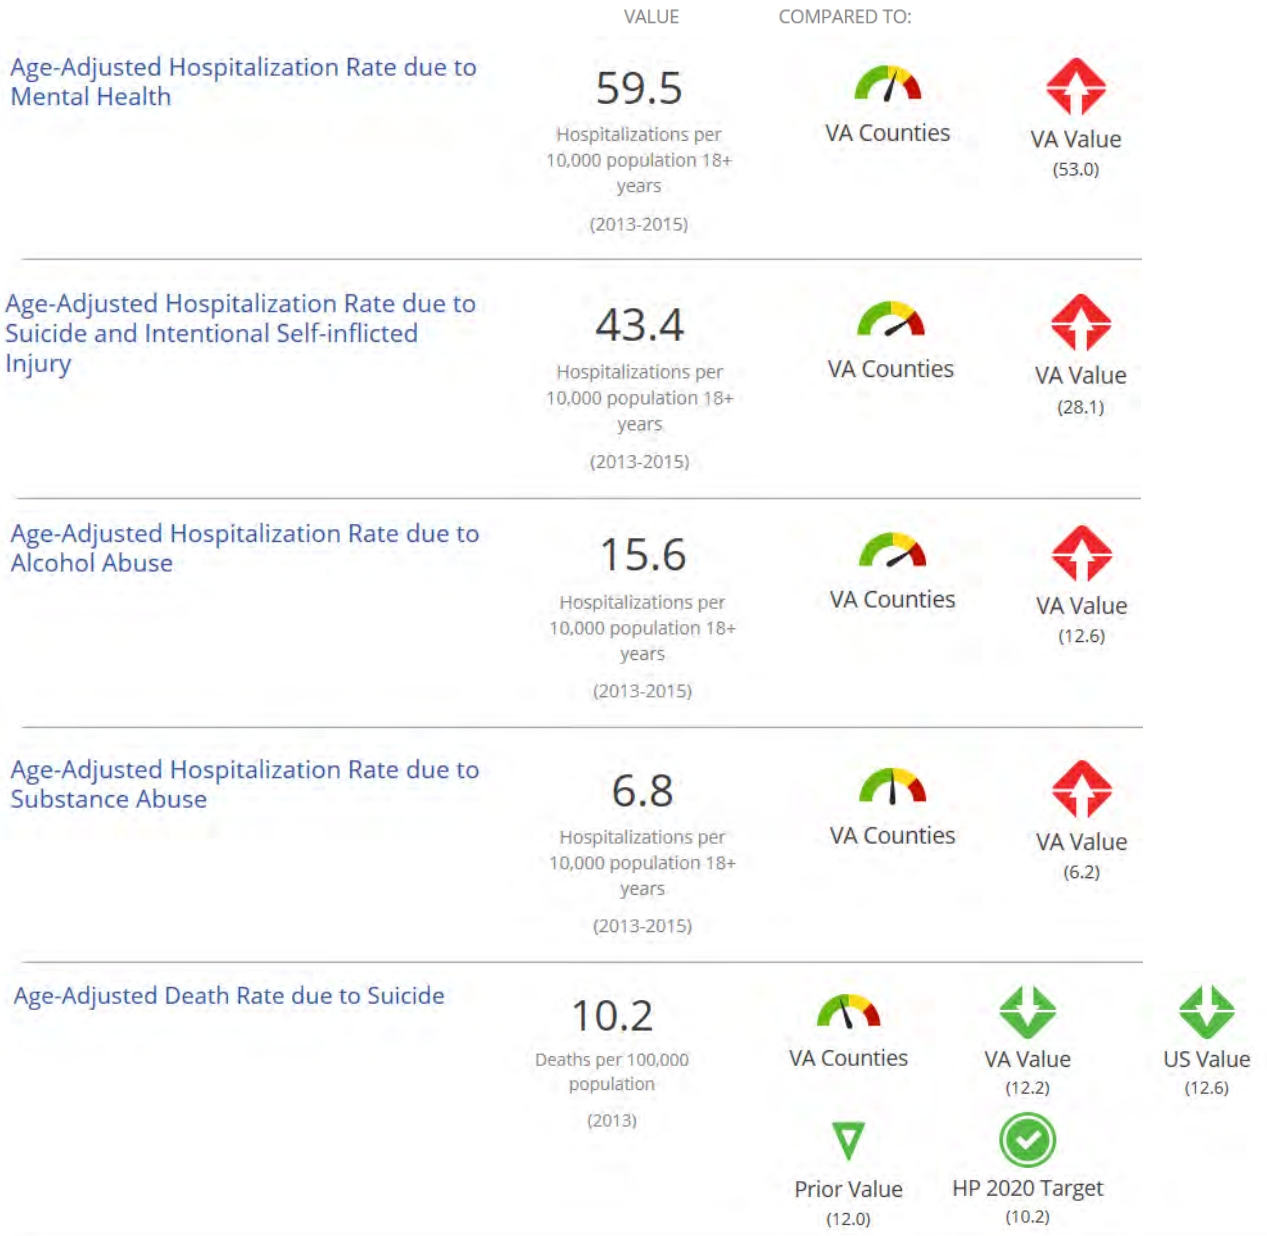 VALUE
COMPARED TO:
Age-Adjusted Hospitalization Rate due to
Mental Health
59.5
Hospitalizations per
10,000 population 18+
years
(2013-2015)
VA Counties
VA Value
(53.0)
Age-Adjusted Hospitalization Rate due to
Suicide and Intentional Self-inflicted
Injury
43.4
Hospitalizations per
10,000 population 18+
years
(2013-2015)
VA Counties
VA Value
(28.1)
Age-Adjusted Hospitalization Rate due to
Alcohol Abuse
15.6
Hospitalizations per
10,000 population 18+
years
(2013-2015)
VA Counties
VA Value
(12.6)
Age-Adjusted Hospitalization Rate due to
Substance Abuse
6.8
Hospitalizations per
10,000 population 18+
years
(2013-2015)
VA Counties
VA Value
(6.2)
Age-Adjusted Death Rate due to Suicide
10.2
Deaths per 100,000
population
(2013)
VA Counties
VA Value
(12.2)
US Value
(12.6)
Prior Value
(12.0)
HP 2020 Target
(10.2)